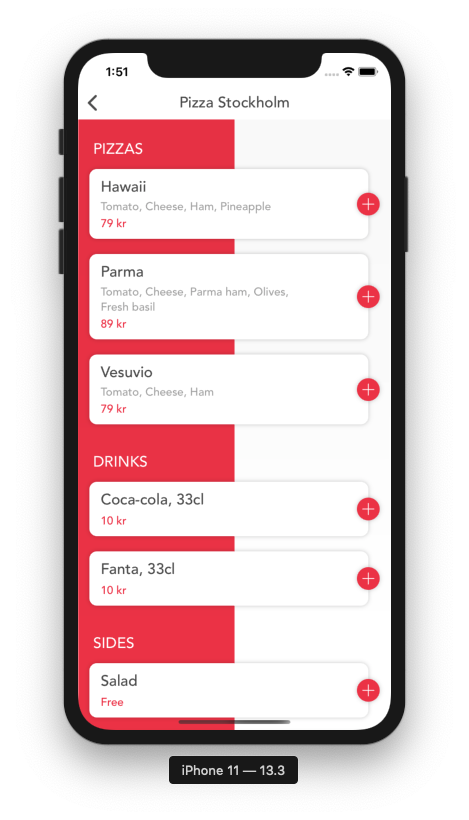 1:51
Pizza Stockholm
PIZZAS
Hawaii
Tomato, Cheese, Ham, Pineapple
79 kr
Parma
Tomato, Cheese, Parma ham, Olives,
Fresh basil
89 kr
Vesuvio
Tomato, Cheese, Ham
79 kr
DRINKS
Coca-cola, 33cl
10 kr
Fanta, 33cl
10 kr
SIDES
Salad
Free
iPhone 11 — 13.3